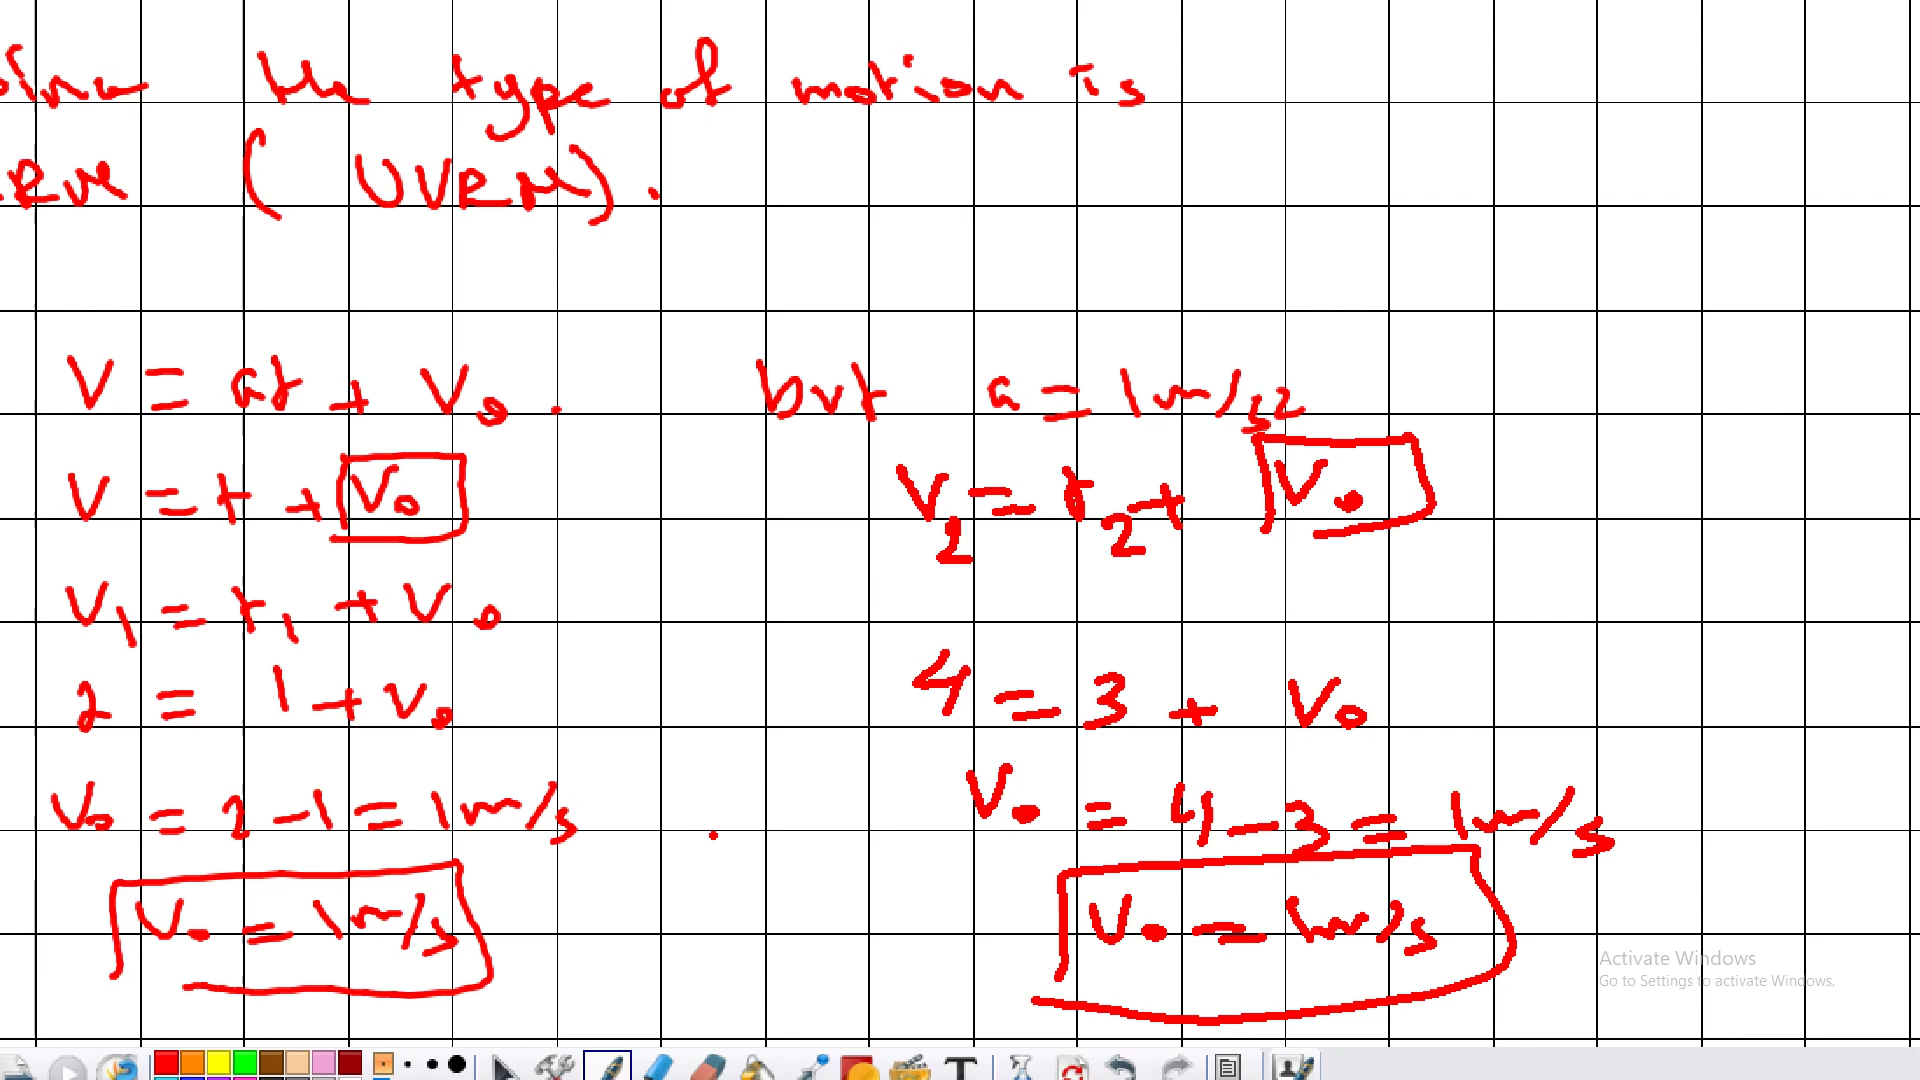 the type of motion is
(UVRM).
V = at + V₀. but a = 1m/s²
V = t + V₀
V₂ = t₂ + V₀
V₁ = t₁ + V₀
2 = 1 + V₀
4 = 3 + V₀
V₀ = 2 - 1 = 1m/s
V₀ = 4 - 3 = 1m/s
V₀ = 1m/s
V₀ = 1m/s
Activate Windows
Go to Settings to activate Windows.